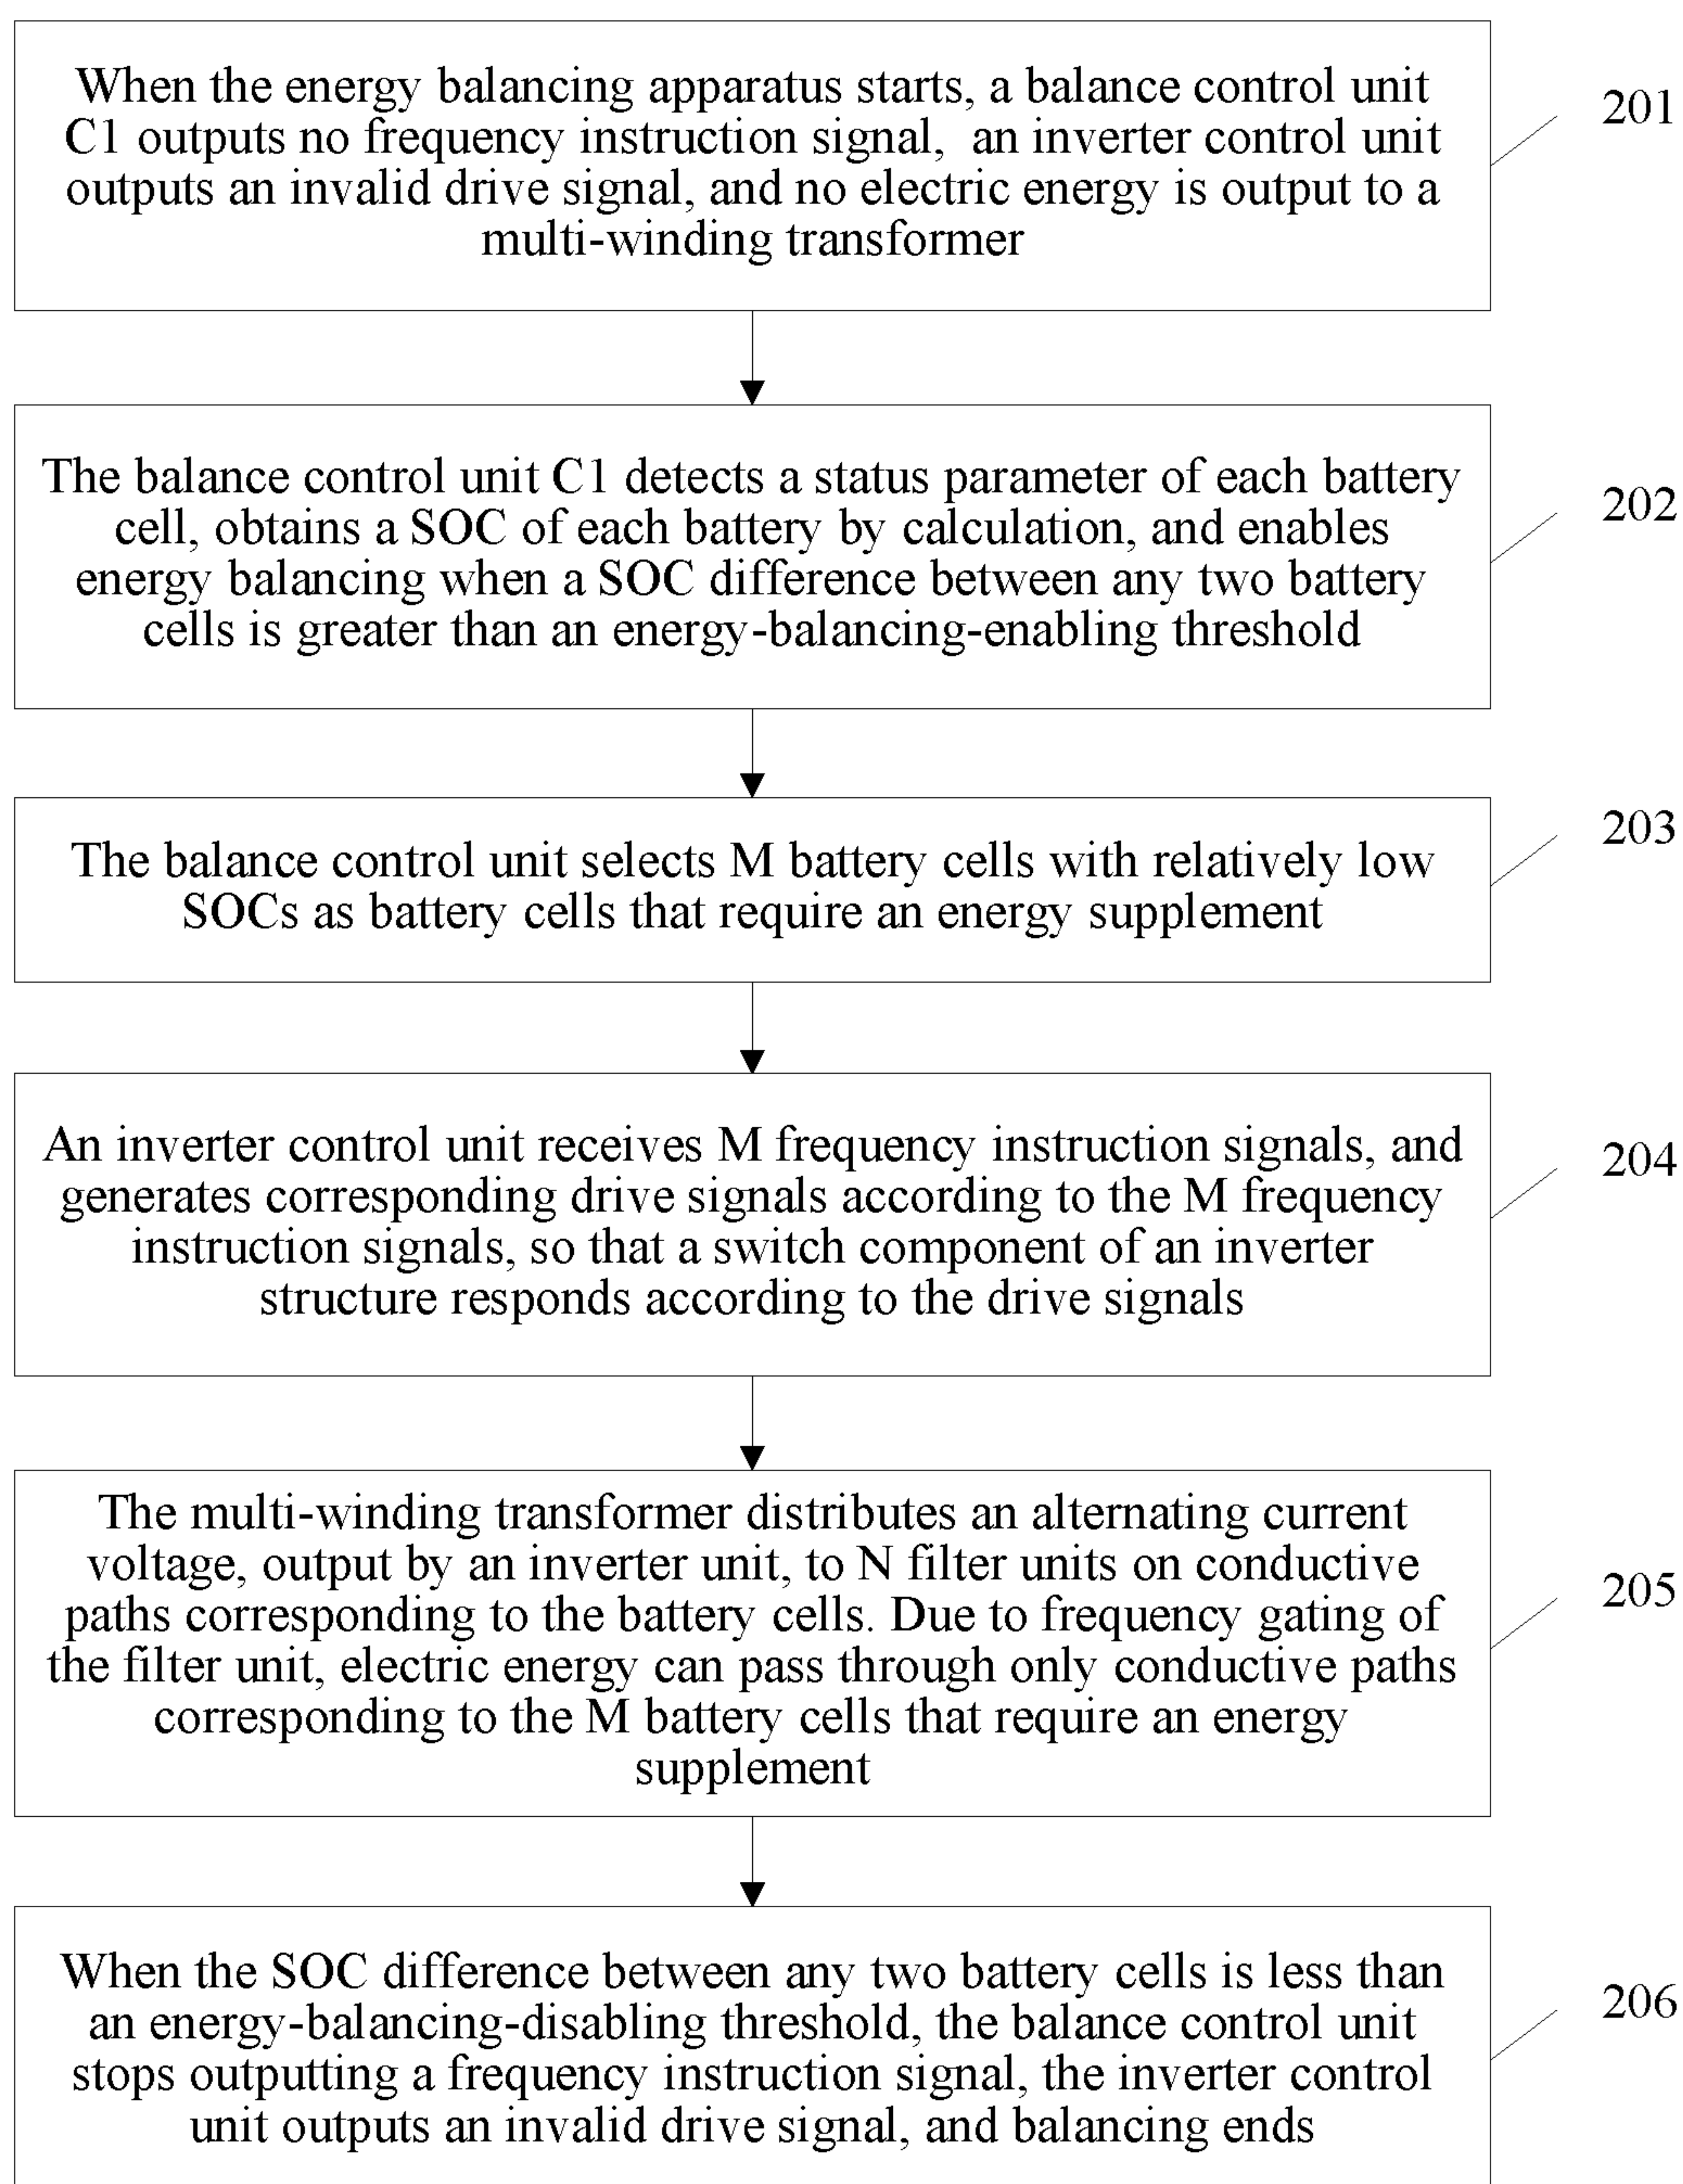 When the energy balancing apparatus starts, a balance control unit
C1 outputs no frequency instruction signal, an inverter control unit
outputs an invalid drive signal, and no electric energy is output to a
multi-winding transformer
201
The balance control unit C1 detects a status parameter of each battery
cell, obtains a SOC of each battery by calculation, and enables
energy balancing when a SOC difference between any two battery
cells is greater than an energy-balancing-enabling threshold
202
The balance control unit selects M battery cells with relatively low
SOCs as battery cells that require an energy supplement
203
An inverter control unit receives M frequency instruction signals, and
generates corresponding drive signals according to the M frequency
instruction signals, so that a switch component of an inverter
structure responds according to the drive signals
204
The multi-winding transformer distributes an alternating current
voltage, output by an inverter unit, to N filter units on conductive
paths corresponding to the battery cells. Due to frequency gating of
the filter unit, electric energy can pass through only conductive paths
corresponding to the M battery cells that require an energy
supplement
205
When the SOC difference between any two battery cells is less than
an energy-balancing-disabling threshold, the balance control unit
stops outputting a frequency instruction signal, the inverter control
unit outputs an invalid drive signal, and balancing ends
206